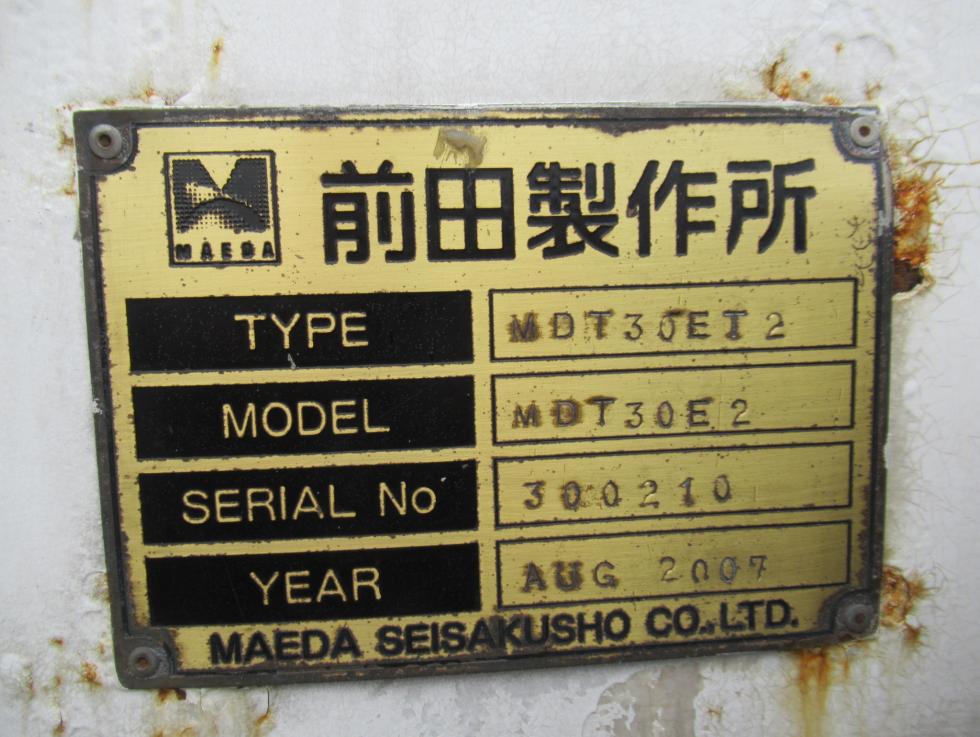 MAEDA
前田製作所
TYPE MDT30EI2
MODEL MDT30E2
SERIAL No 300210
YEAR AUG 2007
MAEDA SEISAKUSHO CO.,LTD.